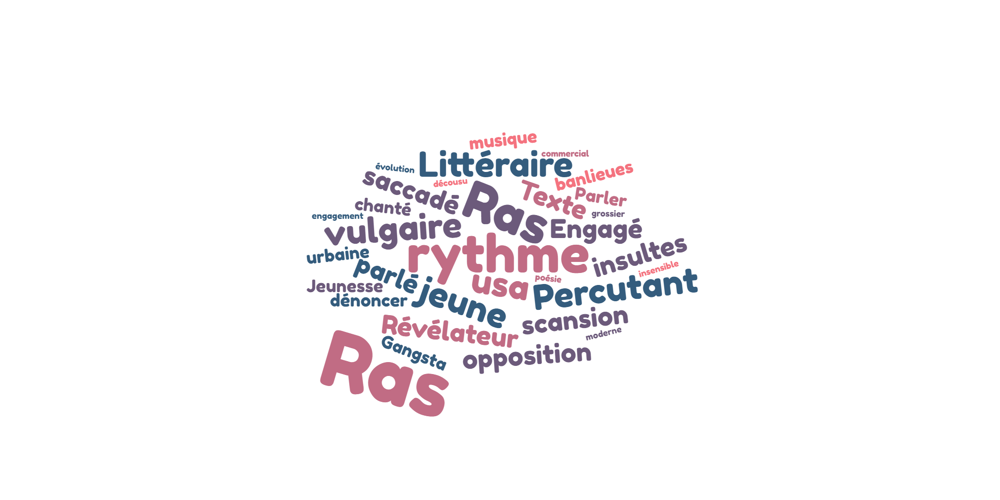 musique
Littéraire
commercial
évolution
banlieues
saccadé
décousu
Ras
Texte
Parler
chanté
grossier
engagement
vulgaire
Engagé
rythme
insultes
urbaine
parlé
insensible
usa
poésie
Percutant
Jeunesse
jeune
dénoncer
scansion
Révélateur
moderne
Gangsta
opposition
Ras